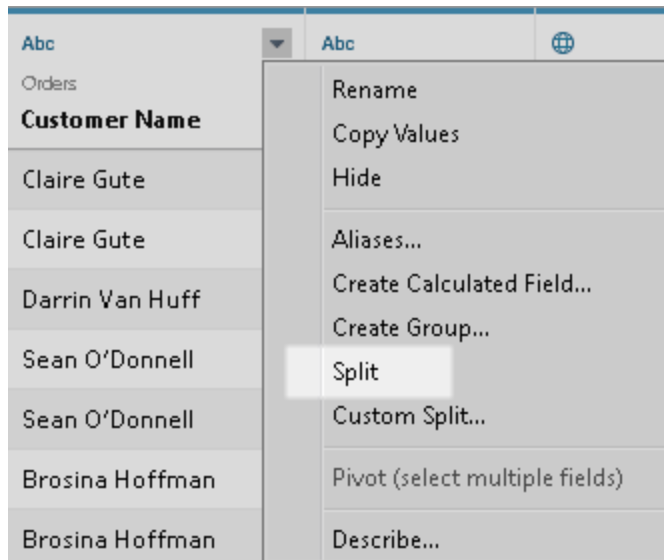 Abc
Abc
Orders
Customer Name
Claire Gute
Claire Gute
Darrin Van Huff
Sean O'Donnell
Sean O'Donnell
Brosina Hoffman
Brosina Hoffman
Rename
Copy Values
Hide
Aliases...
Create Calculated Field...
Create Group...
Split
Custom Split...
Pivot (select multiple fields)
Describe...